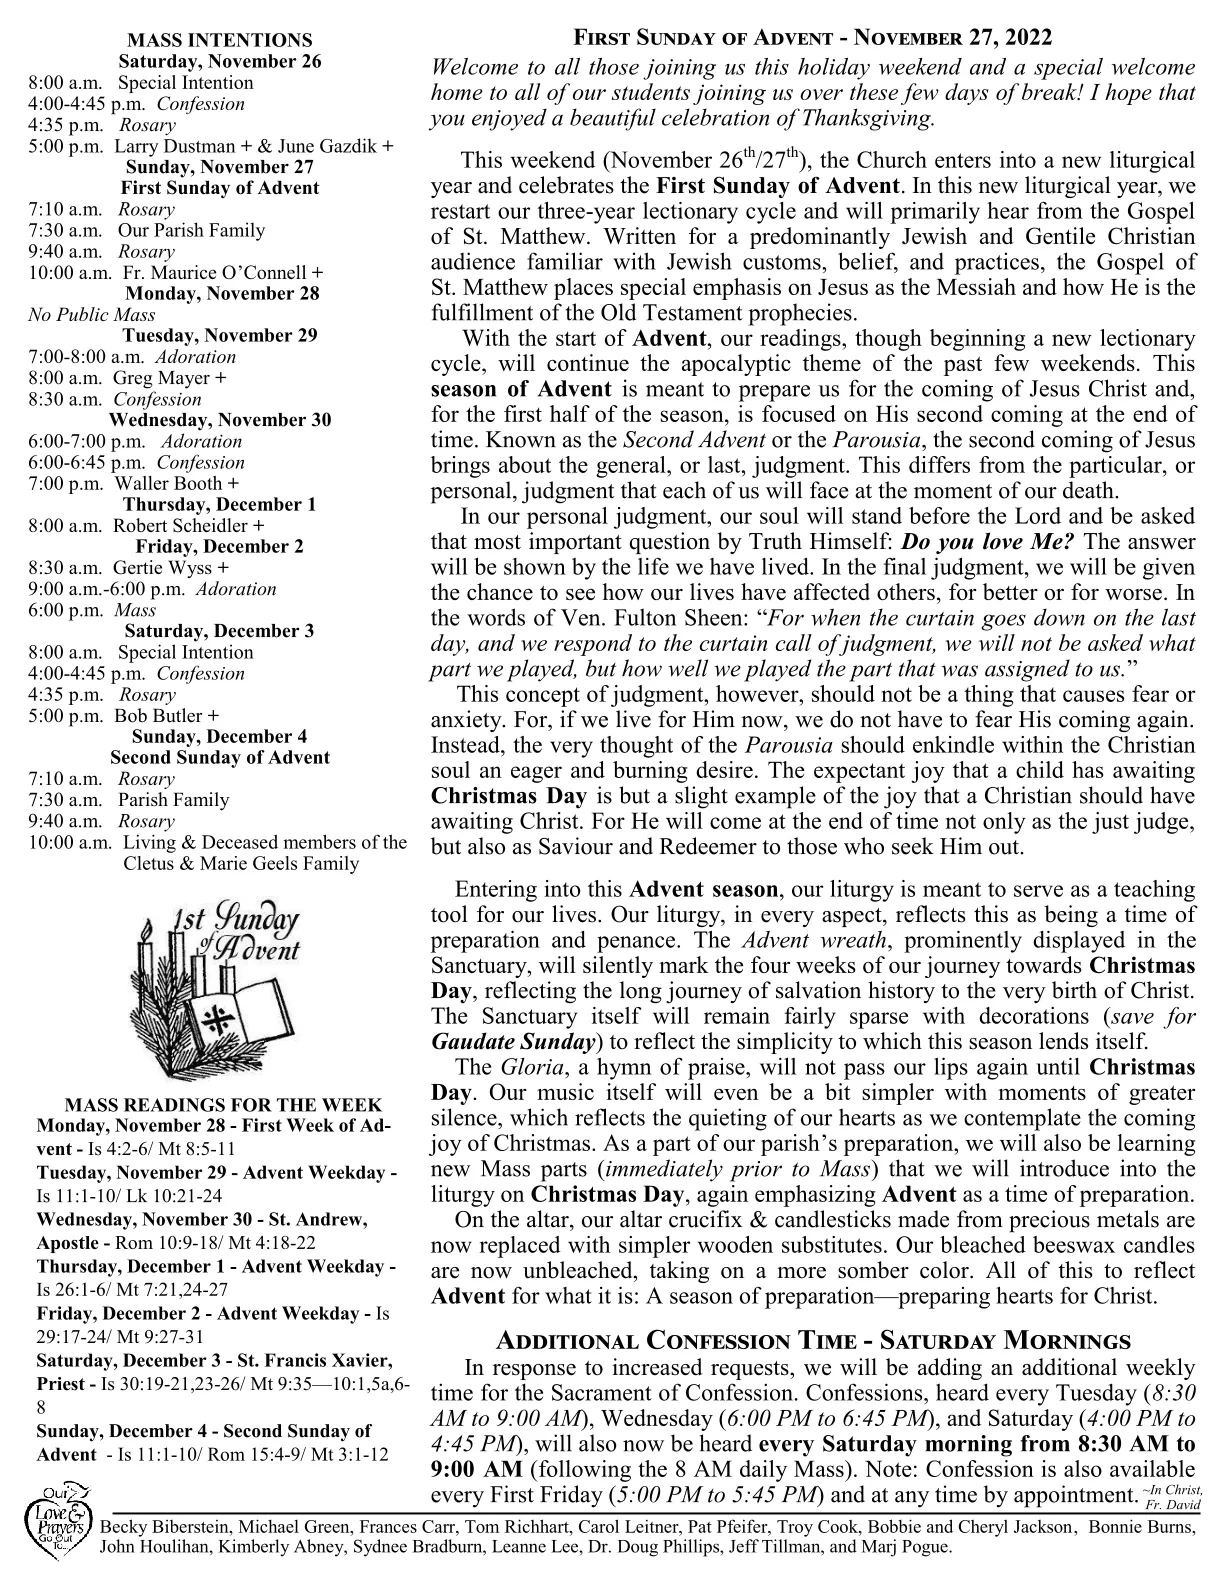 MASS INTENTIONS
Saturday, November 26
8:00 a.m. Special Intention
4:00-4:45 p.m. Confession
4:35 p.m. Rosary
5:00 p.m. Larry Dustman + & June Gazdik +
Sunday, November 27
First Sunday of Advent
7:10 a.m. Rosary
7:30 a.m. Our Parish Family
9:40 a.m. Rosary
10:00 a.m. Fr. Maurice O’Connell +
Monday, November 28
No Public Mass
Tuesday, November 29
7:00-8:00 a.m. Adoration
8:00 a.m. Greg Mayer +
8:30 a.m. Confession
Wednesday, November 30
6:00-7:00 p.m. Adoration
6:00-6:45 p.m. Confession
7:00 p.m. Waller Booth +
Thursday, December 1
8:00 a.m. Robert Scheidler +
Friday, December 2
8:30 a.m. Gertie Wyss +
9:00 a.m.-6:00 p.m. Adoration
6:00 p.m. Mass
Saturday, December 3
8:00 a.m. Special Intention
4:00-4:45 p.m. Confession
4:35 p.m. Rosary
5:00 p.m. Bob Butler +
Sunday, December 4
Second Sunday of Advent
7:10 a.m. Rosary
7:30 a.m. Parish Family
9:40 a.m. Rosary
10:00 a.m. Living & Deceased members of the
Cletus & Marie Geels Family
1st Sunday
of Advent
MASS READINGS FOR THE WEEK
Monday, November 28 - First Week of Ad-
vent - Is 4:2-6/ Mt 8:5-11
Tuesday, November 29 - Advent Weekday -
Is 11:1-10/ Lk 10:21-24
Wednesday, November 30 - St. Andrew,
Apostle - Rom 10:9-18/ Mt 4:18-22
Thursday, December 1 - Advent Weekday -
Is 26:1-6/ Mt 7:21,24-27
Friday, December 2 - Advent Weekday - Is
29:17-24/ Mt 9:27-31
Saturday, December 3 - St. Francis Xavier,
Priest - Is 30:19-21,23-26/ Mt 9:35—10:1,5a,6-
8
Sunday, December 4 - Second Sunday of
Advent - Is 11:1-10/ Rom 15:4-9/ Mt 3:1-12
FIRST SUNDAY OF ADVENT - NOVEMBER 27, 2022
Welcome to all those joining us this holiday weekend and a special welcome
home to all of our students joining us over these few days of break! I hope that
you enjoyed a beautiful celebration of Thanksgiving.
This weekend (November 26th/27th), the Church enters into a new liturgical
year and celebrates the First Sunday of Advent. In this new liturgical year, we
restart our three-year lectionary cycle and will primarily hear from the Gospel
of St. Matthew. Written for a predominantly Jewish and Gentile Christian
audience familiar with Jewish customs, belief, and practices, the Gospel of
St. Matthew places special emphasis on Jesus as the Messiah and how He is the
fulfillment of the Old Testament prophecies.
With the start of Advent, our readings, though beginning a new lectionary
cycle, will continue the apocalyptic theme of the past few weekends. This
season of Advent is meant to prepare us for the coming of Jesus Christ and,
for the first half of the season, is focused on His second coming at the end of
time. Known as the Second Advent or the Parousia, the second coming of Jesus
brings about the general, or last, judgment. This differs from the particular, or
personal, judgment that each of us will face at the moment of our death.
In our personal judgment, our soul will stand before the Lord and be asked
that most important question by Truth Himself: Do you love Me? The answer
will be shown by the life we have lived. In the final judgment, we will be given
the chance to see how our lives have affected others, for better or for worse. In
the words of Ven. Fulton Sheen: “For when the curtain goes down on the last
day, and we respond to the curtain call of judgment, we will not be asked what
part we played, but how well we played the part that was assigned to us.”
This concept of judgment, however, should not be a thing that causes fear or
anxiety. For, if we live for Him now, we do not have to fear His coming again.
Instead, the very thought of the Parousia should enkindle within the Christian
soul an eager and burning desire. The expectant joy that a child has awaiting
Christmas Day is but a slight example of the joy that a Christian should have
awaiting Christ. For He will come at the end of time not only as the just judge,
but also as Saviour and Redeemer to those who seek Him out.
Entering into this Advent season, our liturgy is meant to serve as a teaching
tool for our lives. Our liturgy, in every aspect, reflects this as being a time of
preparation and penance. The Advent wreath, prominently displayed in the
Sanctuary, will silently mark the four weeks of our journey towards Christmas
Day, reflecting the long journey of salvation history to the very birth of Christ.
The Sanctuary itself will remain fairly sparse with decorations (save for
Gaudate Sunday) to reflect the simplicity to which this season lends itself.
The Gloria, a hymn of praise, will not pass our lips again until Christmas
Day. Our music itself will even be a bit simpler with moments of greater
silence, which reflects the quieting of our hearts as we contemplate the coming
joy of Christmas. As a part of our parish’s preparation, we will also be learning
new Mass parts (immediately prior to Mass) that we will introduce into the
liturgy on Christmas Day, again emphasizing Advent as a time of preparation.
On the altar, our altar crucifix & candlesticks made from precious metals are
now replaced with simpler wooden substitutes. Our bleached beeswax candles
are now unbleached, taking on a more somber color. All of this to reflect
Advent for what it is: A season of preparation—preparing hearts for Christ.
ADDITIONAL CONFESSION TIME - SATURDAY MORNINGS
In response to increased requests, we will be adding an additional weekly
time for the Sacrament of Confession. Confessions, heard every Tuesday (8:30
AM to 9:00 AM), Wednesday (6:00 PM to 6:45 PM), and Saturday (4:00 PM to
4:45 PM), will also now be heard every Saturday morning from 8:30 AM to
9:00 AM (following the 8 AM daily Mass). Note: Confession is also available
every First Friday (5:00 PM to 5:45 PM) and at any time by appointment.
~In Christ,
Fr. David
Our
Love &
Prayers
Go Out
To...
Becky Biberstein, Michael Green, Frances Carr, Tom Richhart, Carol Leitner, Pat Pfeifer, Troy Cook, Bobbie and Cheryl Jackson, Bonnie Burns,
John Houlihan, Kimberly Abney, Sydnee Bradburn, Leanne Lee, Dr. Doug Phillips, Jeff Tillman, and Marj Pogue.